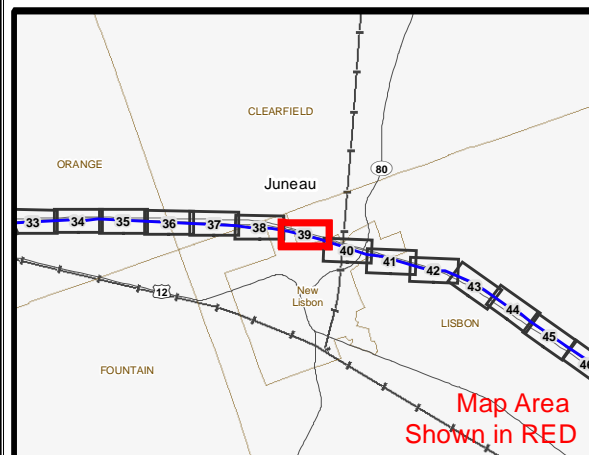 CLEARFIELD
ORANGE
80
Juneau
33
34
35
36
37
38
39
40
41
42
43
44
45
46
12
New
Lisbon
LISBON
FOUNTAIN
Map Area
Shown in RED